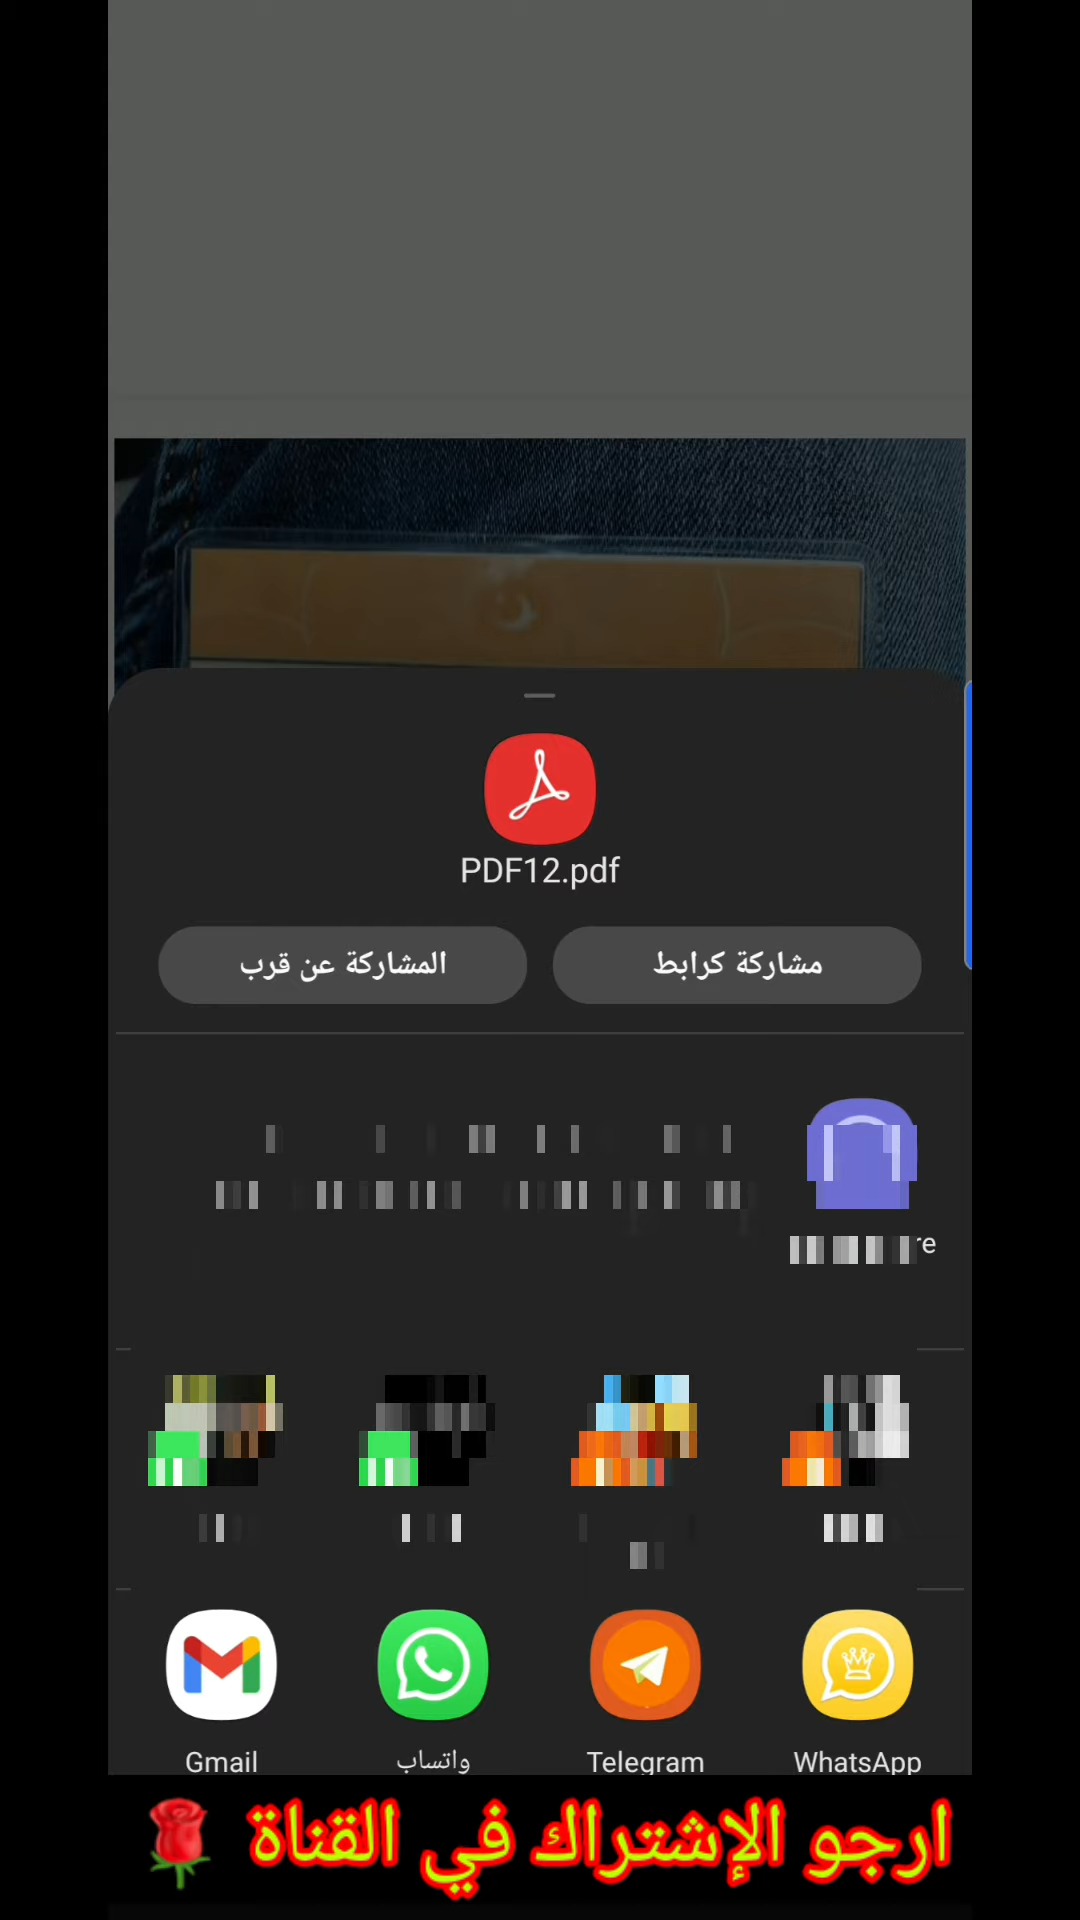 PDF12.pdf
مشاركة كرابط
المشاركة عن قرب
Gmail
واتساب
Telegram
WhatsApp
ارجو الإشتراك في القناة 🌹